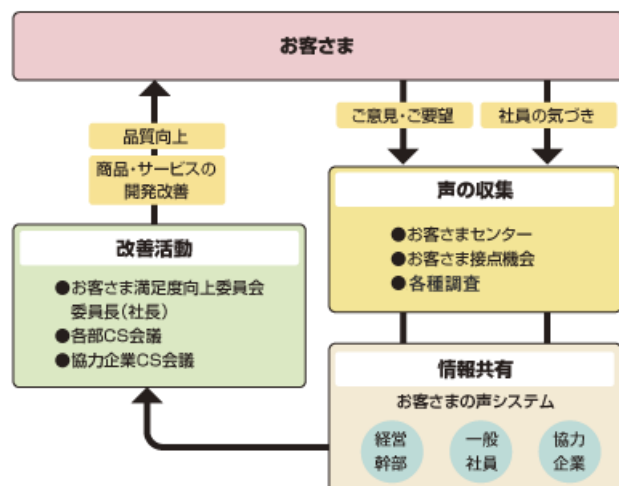 お客さま
ご意見・ご要望
社員の気づき
品質向上
商品・サービスの
開発改善
声の収集
●お客さまセンター
●お客さま接点機会
●各種調査
改善活動
●お客さま満足度向上委員会
委員長(社長)
●各部CS会議
●協力企業CS会議
情報共有
お客さまの声システム
経営
幹部
一般
社員
協力
企業